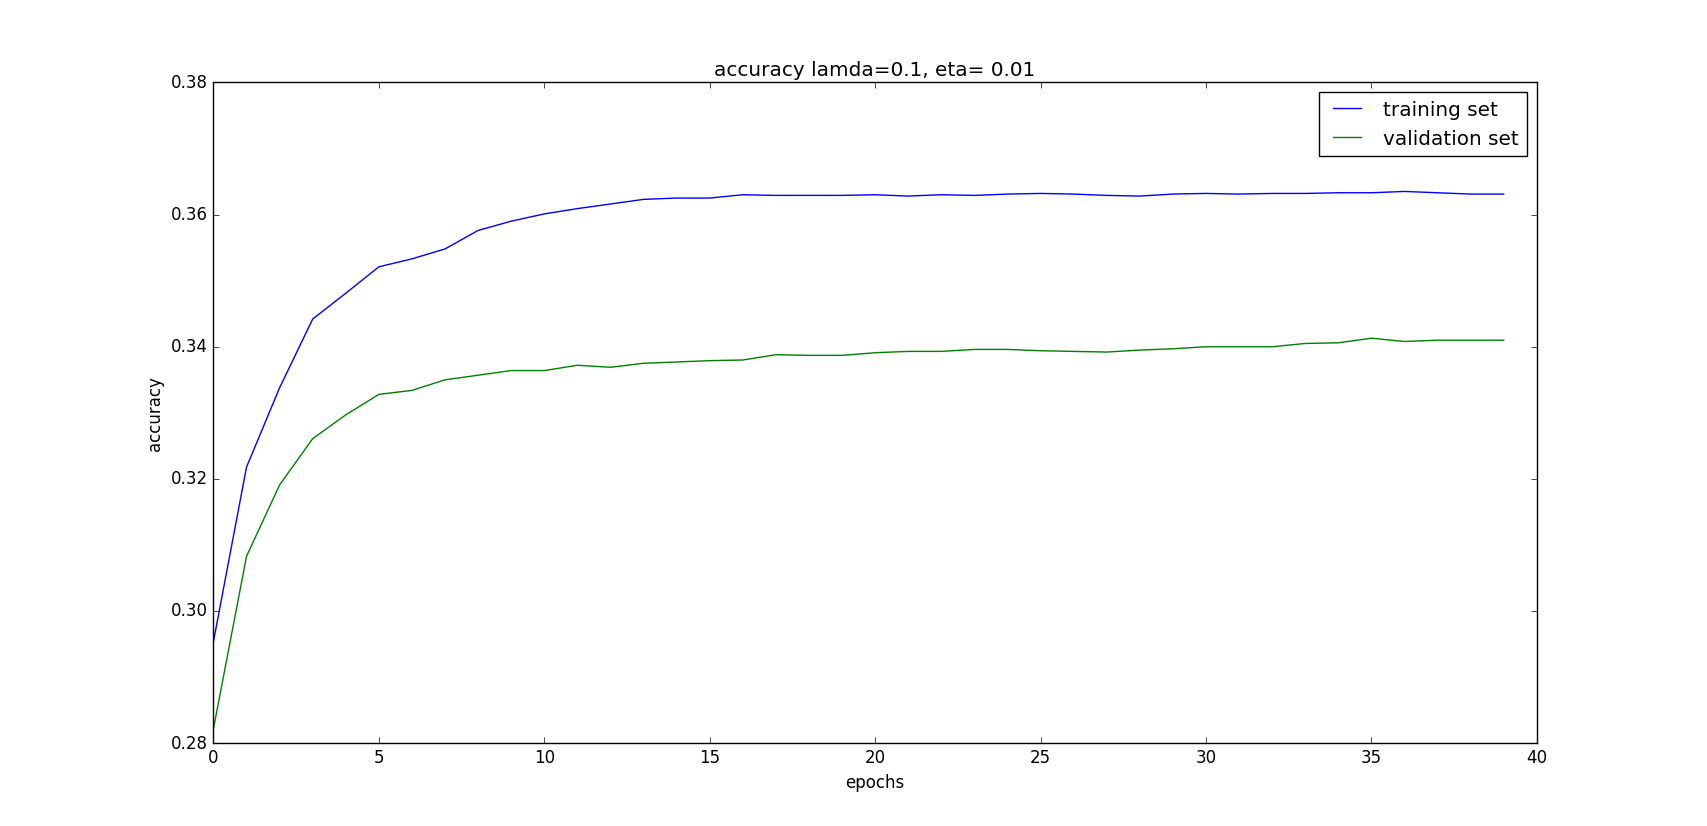 accuracy lamda=0.1, eta= 0.01
training set
validation set
0.38
0.36
0.34
0.32
0.30
0.28
accuracy
0 5 10 15 20 25 30 35 40
epochs